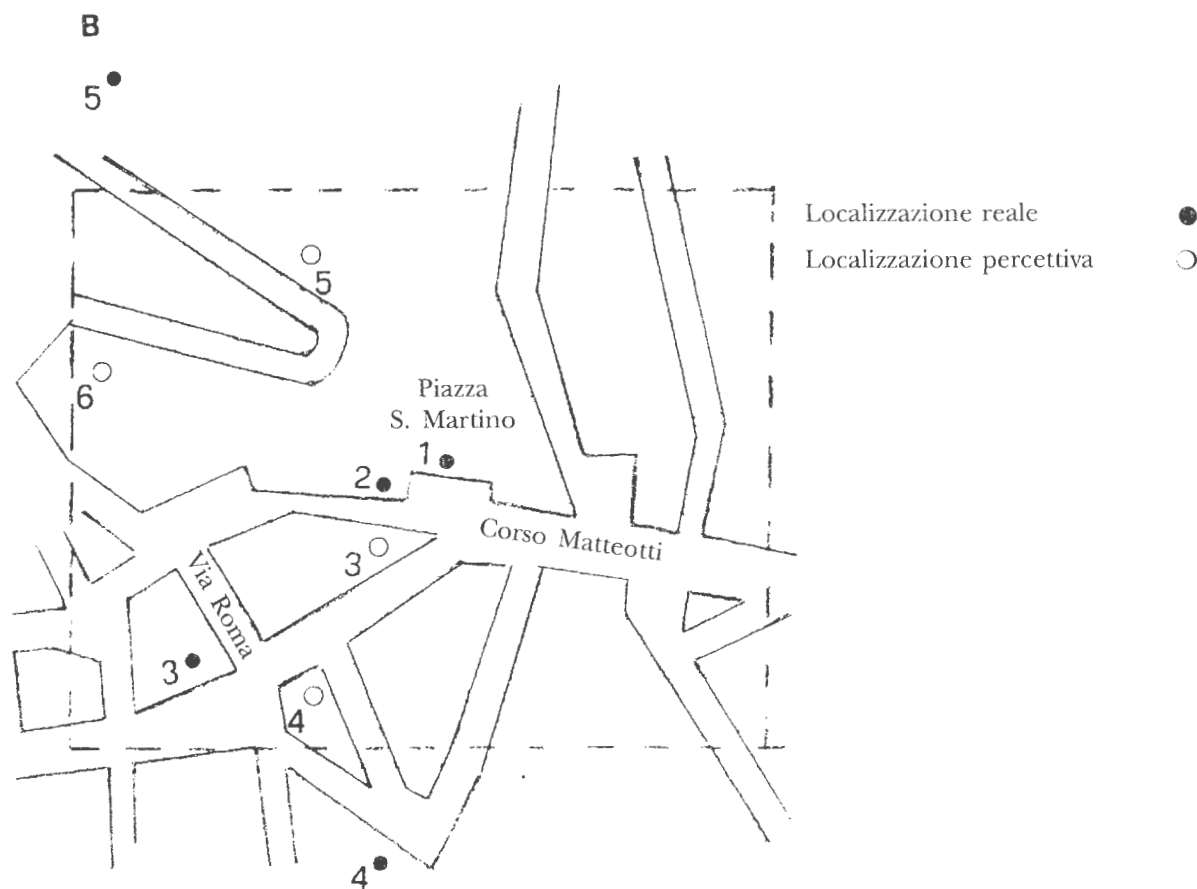 B
5
Localizzazione reale
5
Localizzazione percettiva
6
Piazza
S. Martino
1
2
Corso Matteotti
3
Via Roma
3
4
4